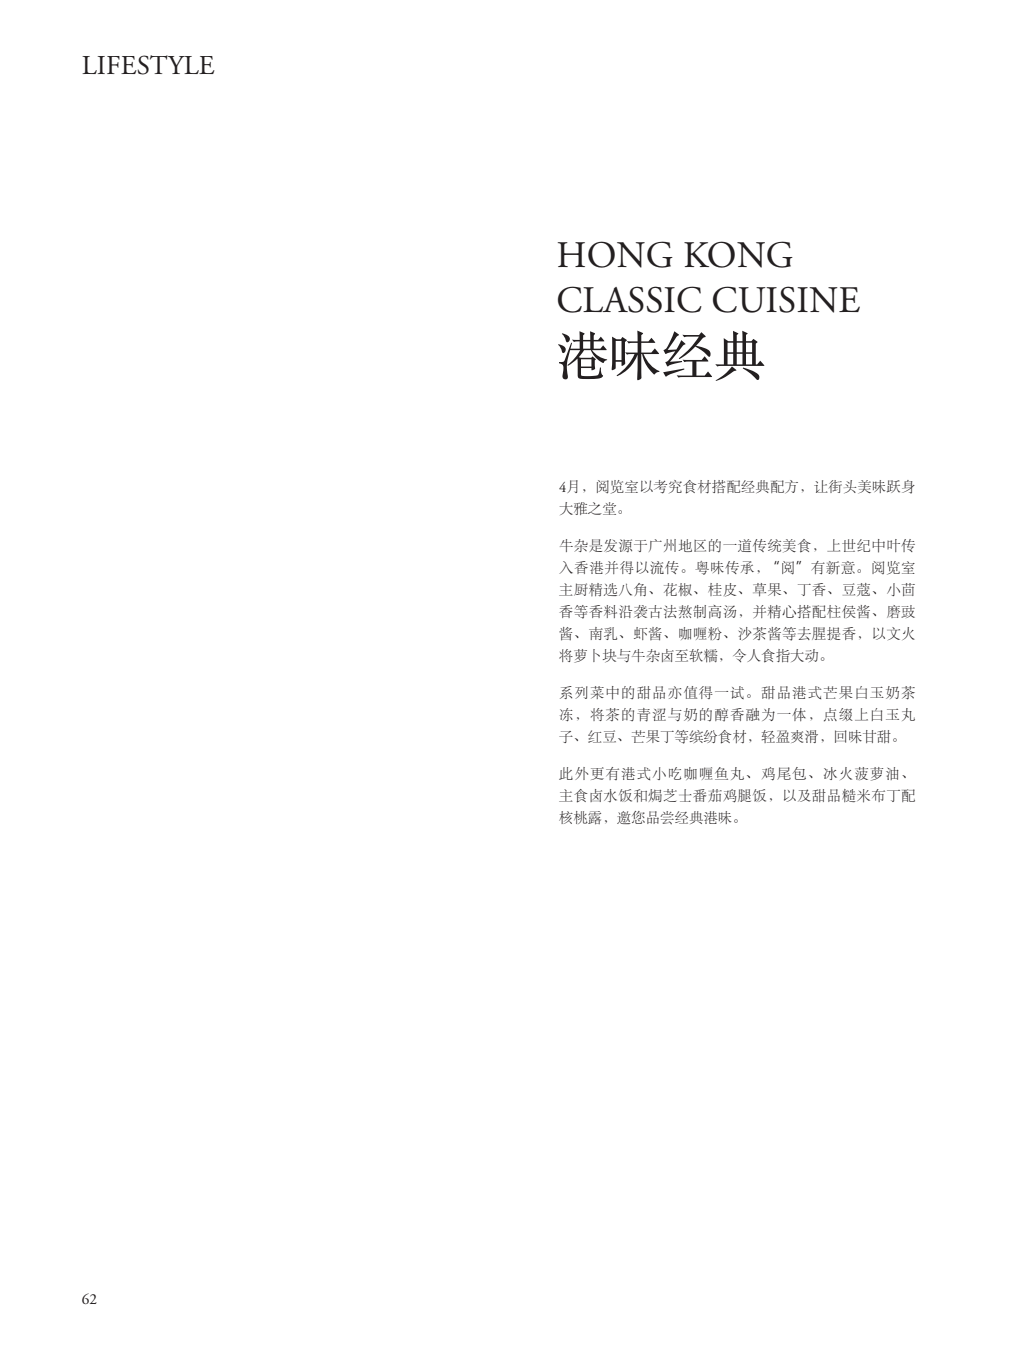 LIFESTYLE
HONG KONG
CLASSIC CUISINE
港味经典
4月，阅览室以考究食材搭配经典配方，让街头美味跃身
大雅之堂。
牛杂是发源于广州地区的一道传统美食，上世纪中叶传
入香港并得以流传。粤味传承，“阅”有新意。阅览室
主厨精选八角、花椒、桂皮、草果、丁香、豆蔻、小茴
香等香料沿袭古法熬制高汤，并精心搭配柱侯酱、磨豉
酱、南乳、虾酱、咖喱粉、沙茶酱等去腥提香，以文火
将萝卜块与牛杂卤至软糯，令人食指大动。
系列菜中的甜品亦值得一试。甜品港式芒果白玉奶茶
冻，将茶的青涩与奶的醇香融为一体，点缀上白玉丸
子、红豆、芒果丁等缤纷食材，轻盈爽滑，回味甘甜。
此外更有港式小吃咖喱鱼丸、鸡尾包、冰火菠萝油、
主食卤水饭和焗芝士番茄鸡腿饭，以及甜品糙米布丁配
核桃露，邀您品尝经典港味。
62